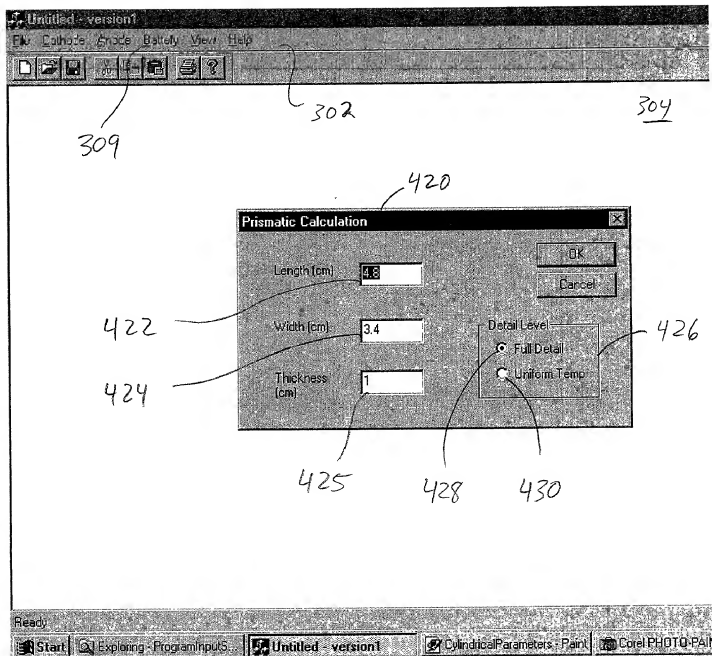 Untitled - version1
File Cathode Anode Battery View Help
302
304
309
420
Prismatic Calculation
OK
Length (cm)
4.8
Cancel
422
Width (cm)
3.4
Detail Level
426
Full Detail
424
Thickness
(cm)
1
Uniform Temp
425
428
430
Ready
Start
Exploring - ProgramInputS...
Untitled - version1
CylindricalParameters - Paint
Corel PHOTO-PAIN